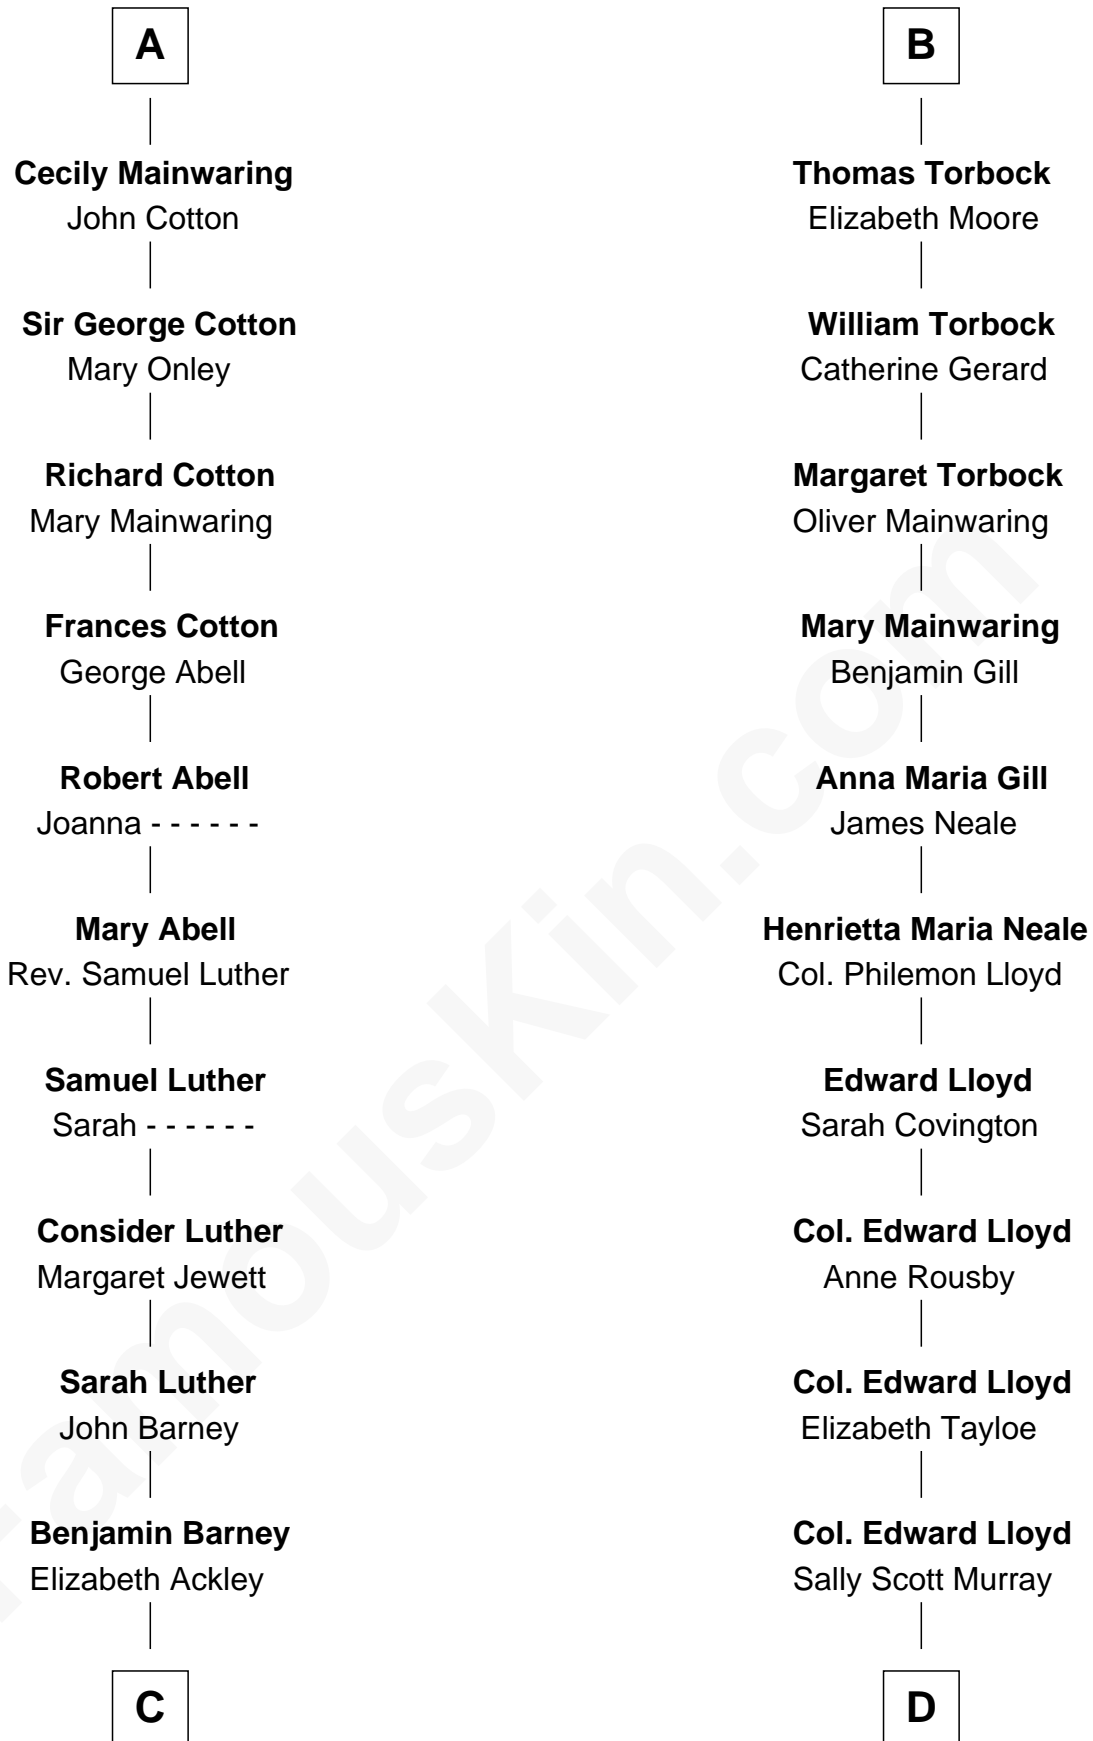 A
Cecily Mainwaring
John Cotton
Sir George Cotton
Mary Onley
Richard Cotton
Mary Mainwaring
Frances Cotton
George Abell
Robert Abell
Joanna - - - - - -
Mary Abell
Rev. Samuel Luther
Samuel Luther
Sarah - - - - - -
Consider Luther
Margaret Jewett
Sarah Luther
John Barney
Benjamin Barney
Elizabeth Ackley
C
B
Thomas Torbock
Elizabeth Moore
William Torbock
Catherine Gerard
Margaret Torbock
Oliver Mainwaring
Mary Mainwaring
Benjamin Gill
Anna Maria Gill
James Neale
Henrietta Maria Neale
Col. Philemon Lloyd
Edward Lloyd
Sarah Covington
Col. Edward Lloyd
Anne Rousby
Col. Edward Lloyd
Elizabeth Tayloe
Col. Edward Lloyd
Sally Scott Murray
D
FamousKin.com